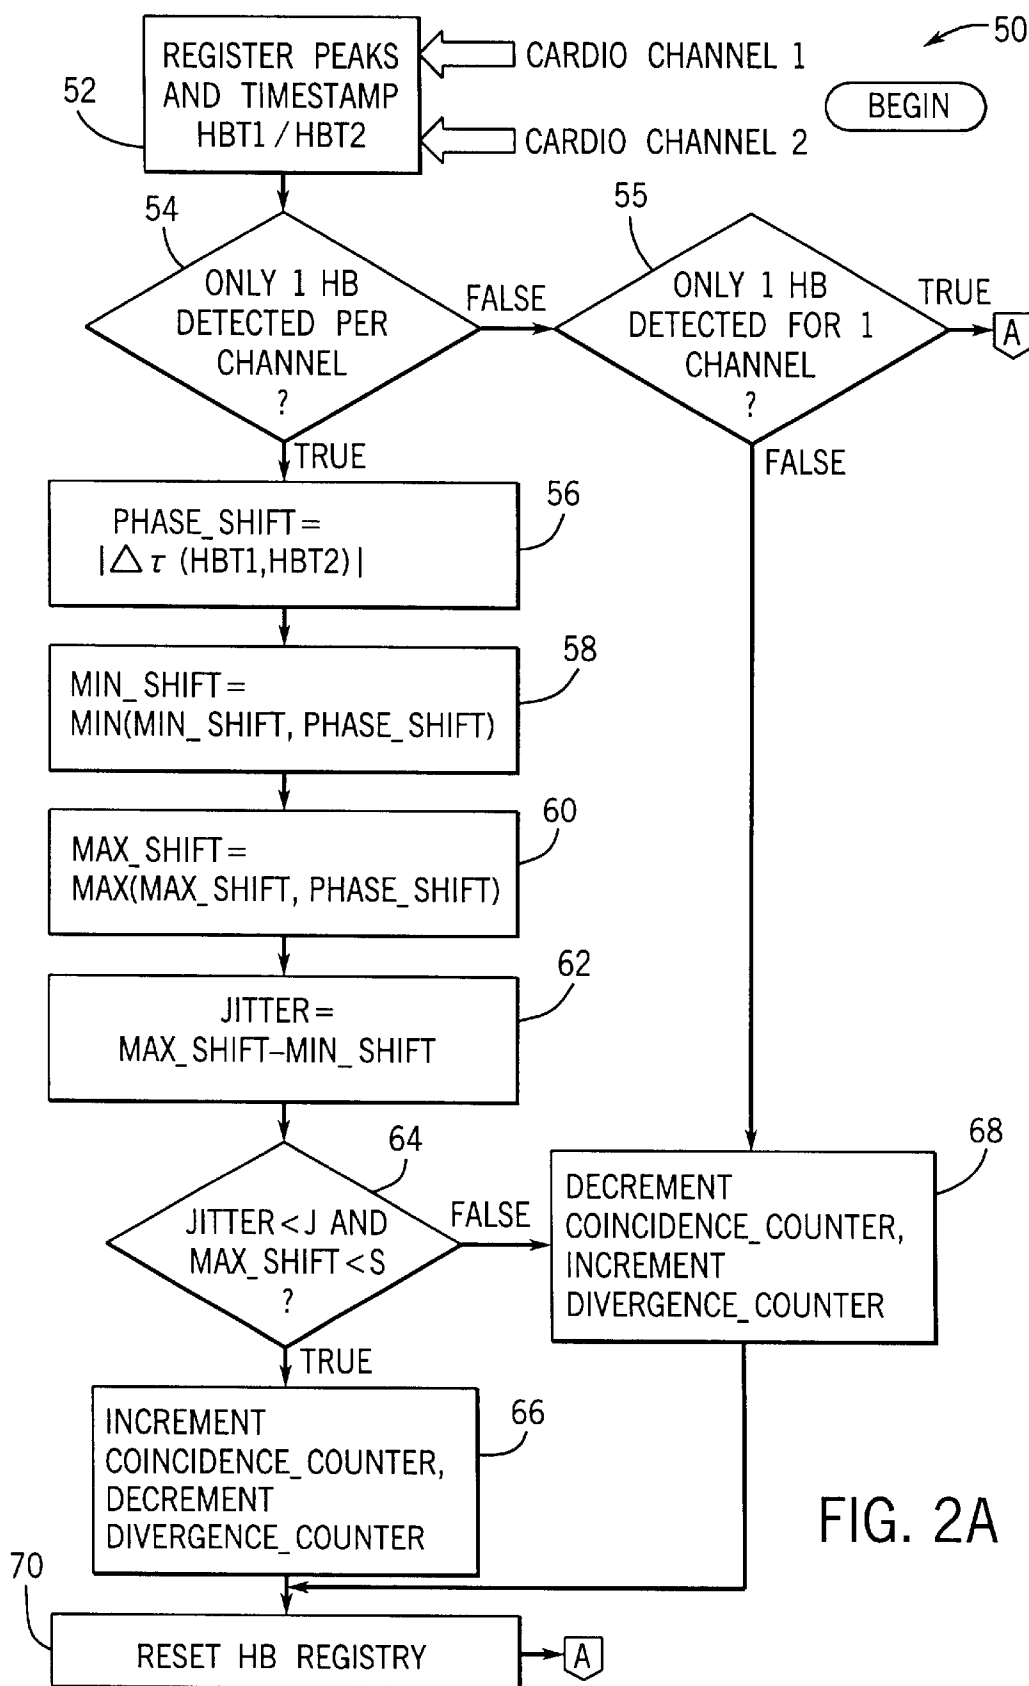 50
BEGIN
52
REGISTER PEAKS
AND TIMESTAMP
HBT1 / HBT2
CARDIO CHANNEL 1
CARDIO CHANNEL 2
54
ONLY 1 HB
DETECTED PER
CHANNEL
?
FALSE
TRUE
55
ONLY 1 HB
DETECTED FOR 1
CHANNEL
?
TRUE
A
FALSE
56
PHASE_SHIFT=
|△τ (HBT1,HBT2)|
58
MIN_SHIFT=
MIN(MIN_SHIFT, PHASE_SHIFT)
60
MAX_SHIFT=
MAX(MAX_SHIFT, PHASE_SHIFT)
62
JITTER=
MAX_SHIFT–MIN_SHIFT
64
JITTER<J AND
MAX_SHIFT<S
?
FALSE
TRUE
68
DECREMENT
COINCIDENCE_COUNTER,
INCREMENT
DIVERGENCE_COUNTER
66
INCREMENT
COINCIDENCE_COUNTER,
DECREMENT
DIVERGENCE_COUNTER
70
RESET HB REGISTRY
A
FIG. 2A